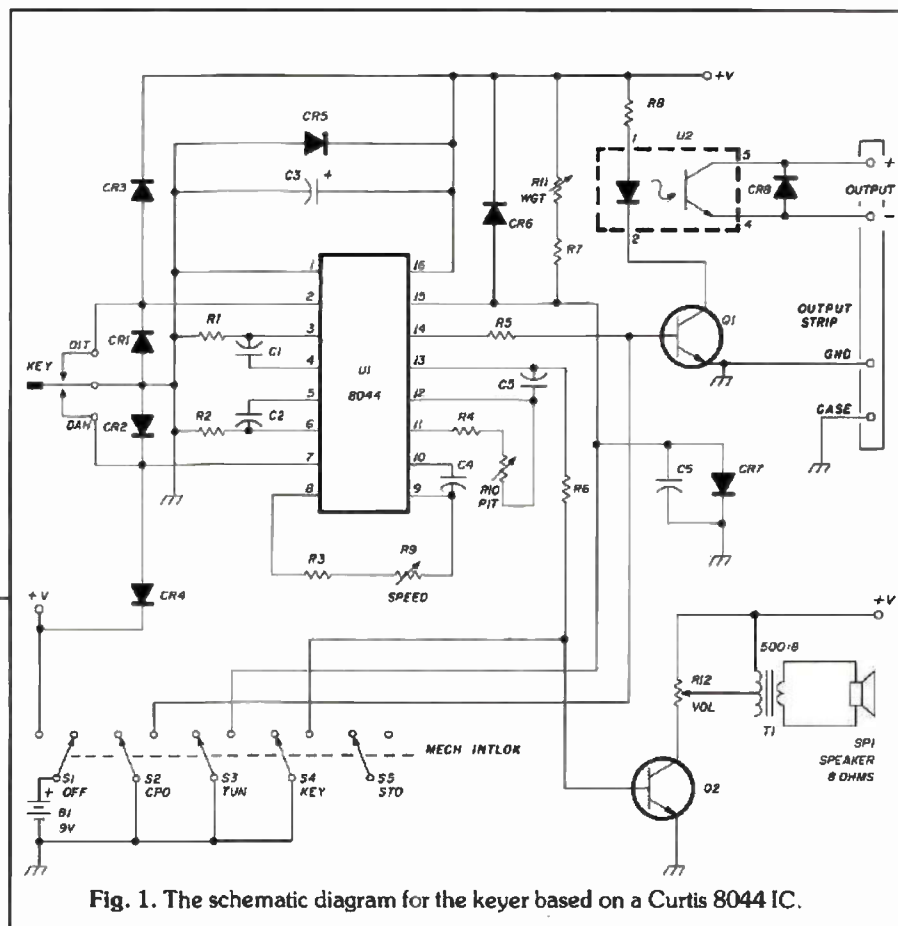 +V
R8
CR5
1
U2
C3 +
CR3
5
+
R11
WGT
CR8
OUTPUT
CR6
4
-
2
R7
1
16
2
15
R5
OUTPUT
STRIP
DIT
CR1
R1
3
14
Q1
C1
4
13
KEY
U1
8044
C5
GND
5
12
CR2
R2
C2
6
11
R4
CASE
DAH
7
10
C4
R10
PIT
C5
CR7
8
9
R6
R3
R9
SPEED
CR4
+V
+V
500:8
R12
VOL
T1
MECH INTLOK
SP1
SPEAKER
8 OHMS
S1
OFF
S2
CPO
S3
TUN
S4
KEY
S5
STO
Q2
+
B1
9V
Fig. 1. The schematic diagram for the keyer based on a Curtis 8044 IC.